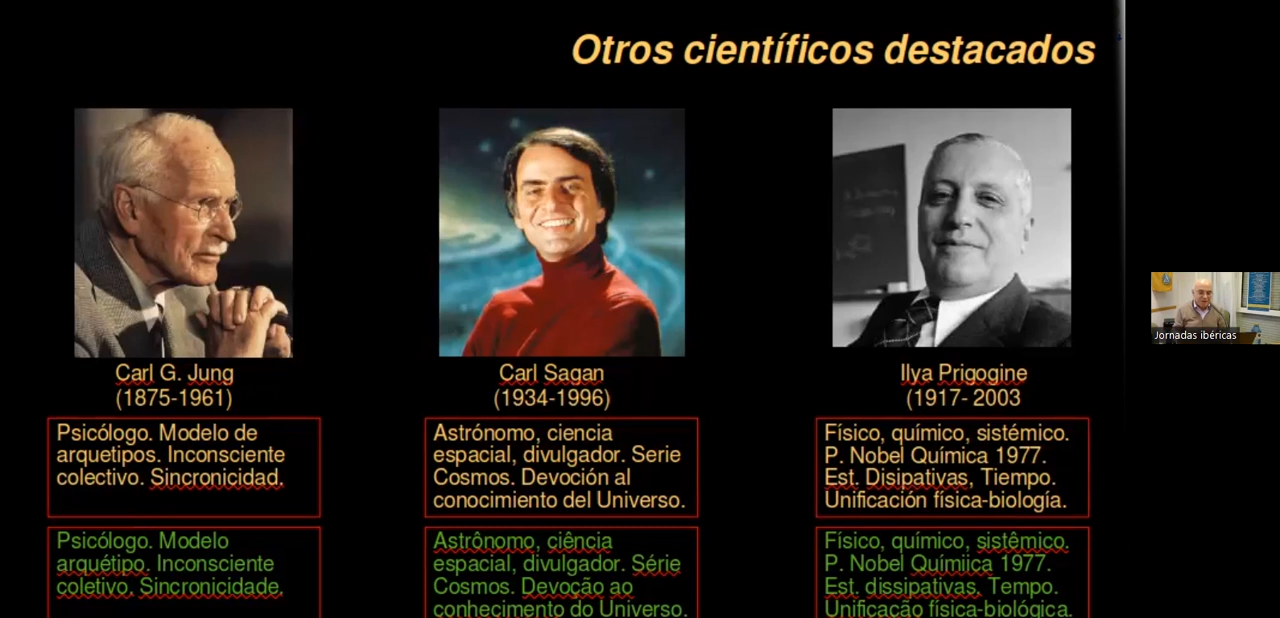 Otros científicos destacados
Carl G. Jung
(1875-1961)
Psicólogo. Modelo de
arquetipos. Inconsciente
colectivo. Sincronicidad.
Psicólogo. Modelo
arquétipo. Inconsciente
coletivo. Sincronicidade.
Carl Sagan
(1934-1996)
Astrónomo, ciencia
espacial, divulgador. Serie
Cosmos. Devoción al
conocimiento del Universo.
Astrônomo, ciência
espacial, divulgador. Série
Cosmos. Devoção ao
conhecimento do Universo.
Ilya Prigogine
(1917- 2003
Físico, químico, sistémico.
P. Nobel Química 1977.
Est. Disipativas, Tiempo.
Unificación física-biología.
Físico, químico, sistêmico.
P. Nobel Químiica 1977.
Est. dissipativas, Tempo.
Unificação física-biológica.
Jornadas ibéricas